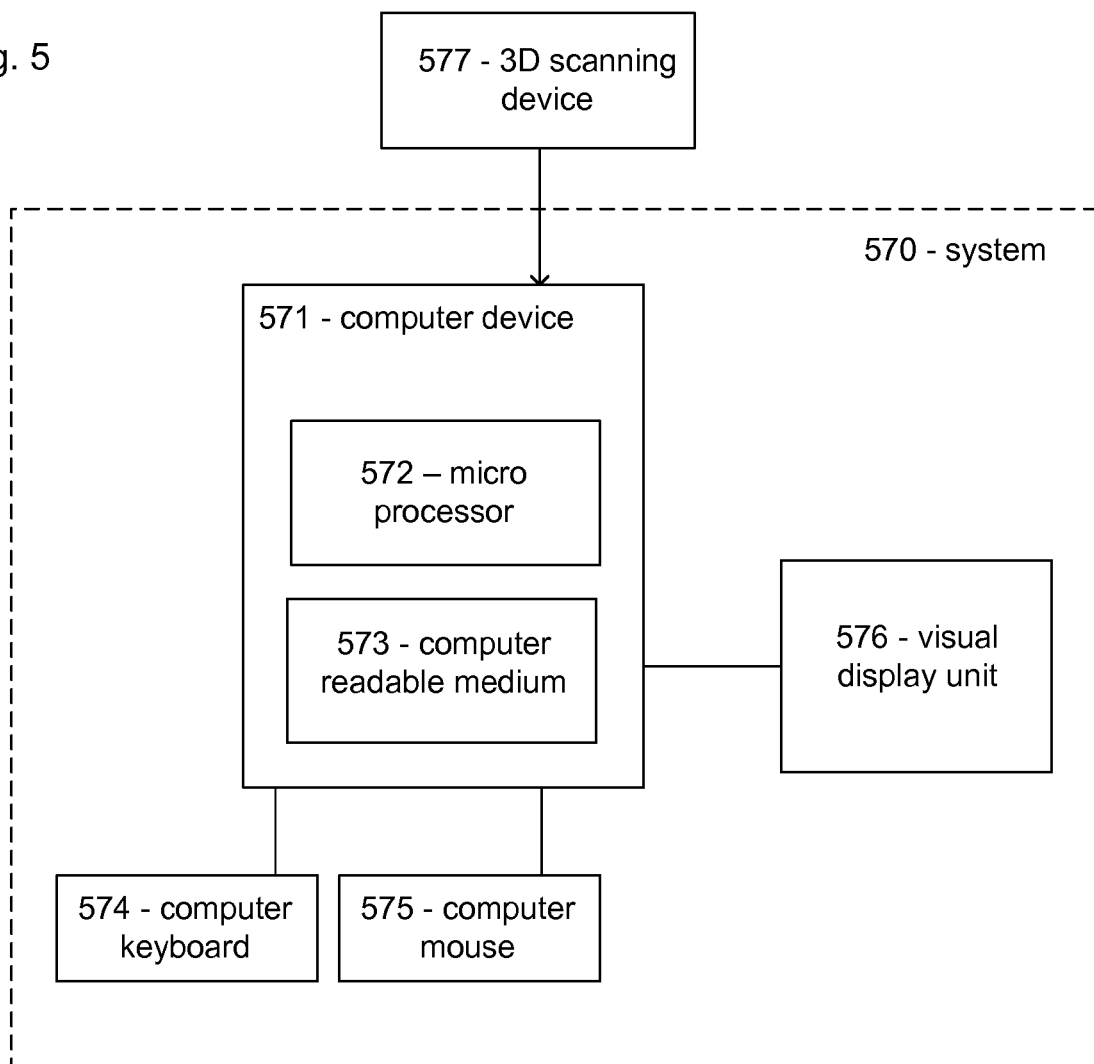 g. 5
577 - 3D scanning
device
570 - system
571 - computer device
572 – micro
processor
573 - computer
readable medium
576 - visual
display unit
574 - computer
keyboard
575 - computer
mouse